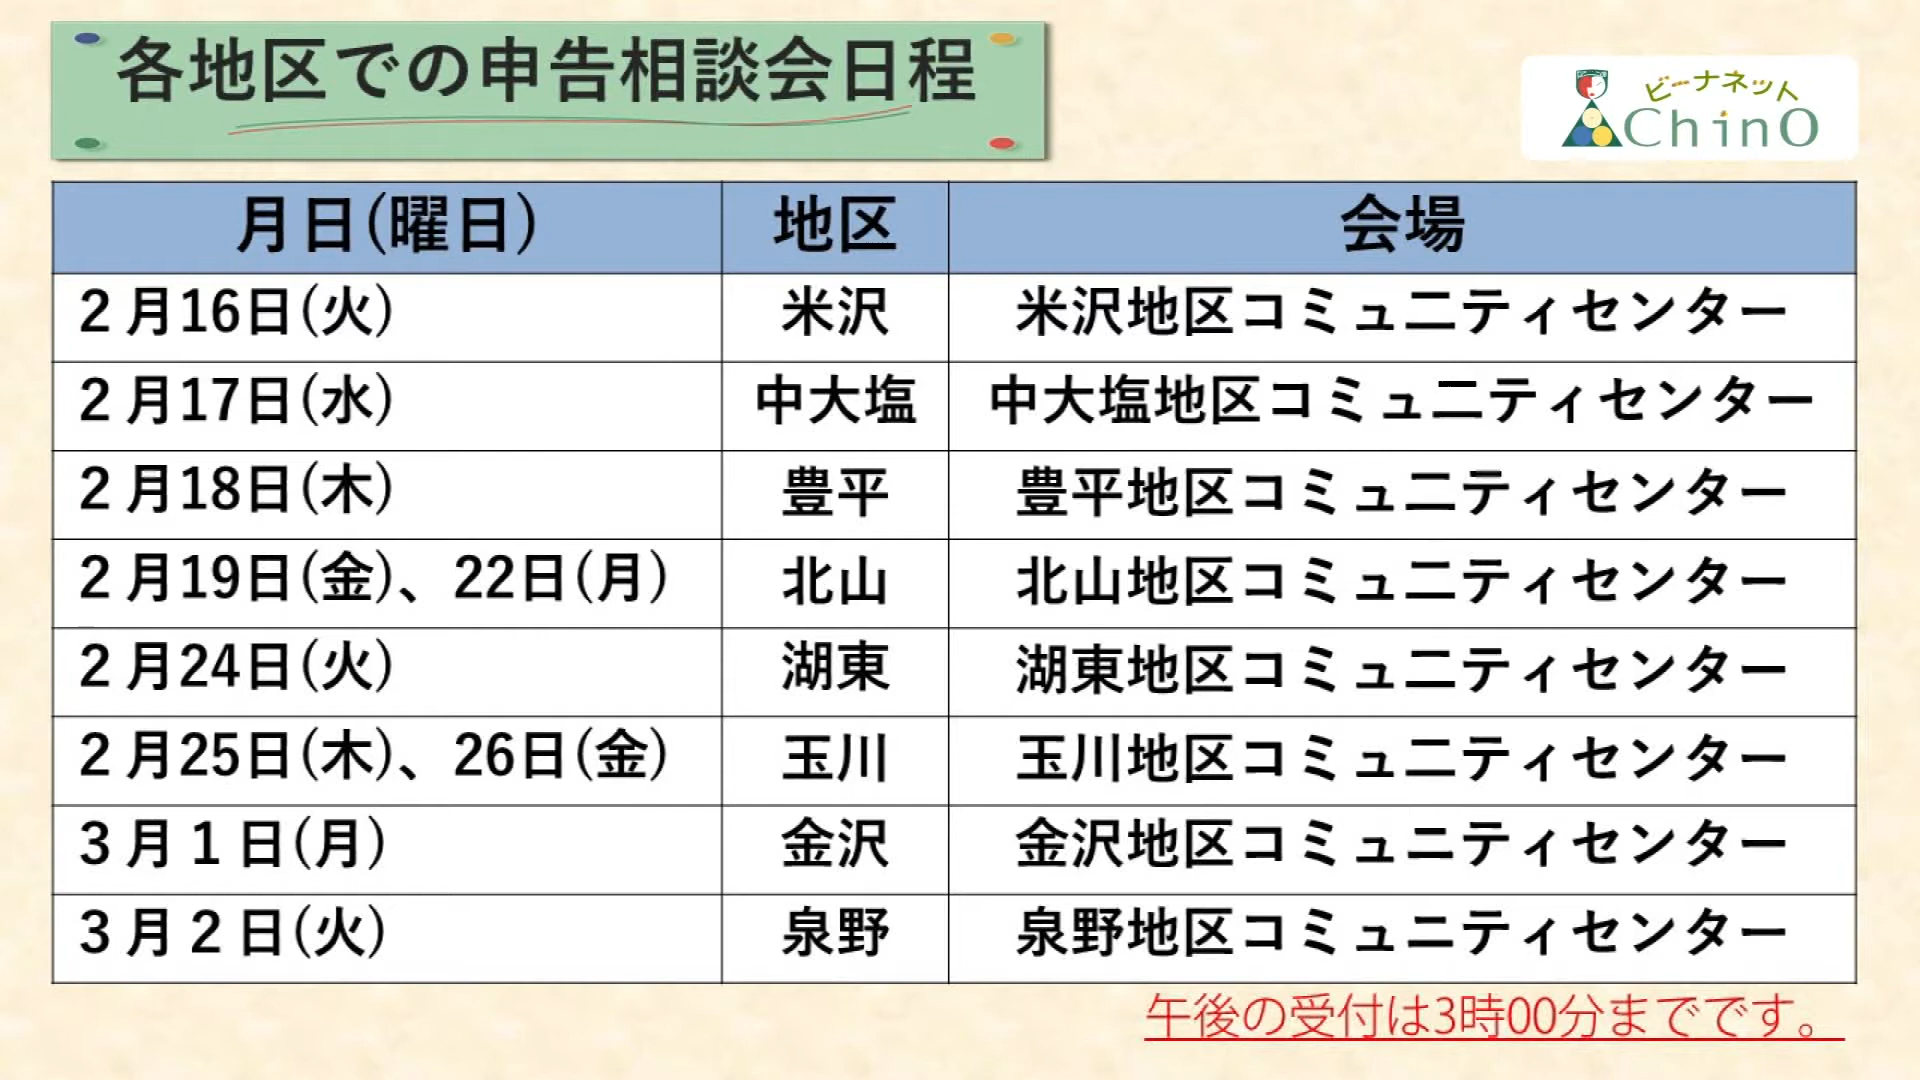 各地区での申告相談会日程
ビーナネット
ChinO
月日(曜日) 地区 会場
2月16日(火) 米沢 米沢地区コミュニティセンター
2月17日(水) 中大塩 中大塩地区コミュニティセンター
2月18日(木) 豊平 豊平地区コミュニティセンター
2月19日(金)、22日(月) 北山 北山地区コミュニティセンター
2月24日(火) 湖東 湖東地区コミュニティセンター
2月25日(木)、26日(金) 玉川 玉川地区コミュニティセンター
3月1日(月) 金沢 金沢地区コミュニティセンター
3月2日(火) 泉野 泉野地区コミュニティセンター
午後の受付は3時00分までです。